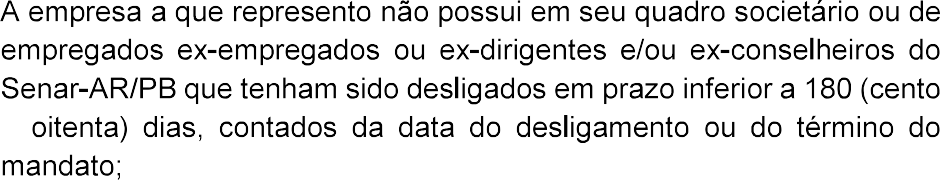 A empresa a que represento não possui em seu quadro societário ou de
empregados ex-empregados ou ex-dirigentes e/ou ex-conselheiros do
Senar-AR/PB que tenham sido desligados em prazo inferior a 180 (cento
oitenta) dias, contados da data do desligamento ou do término do
mandato;